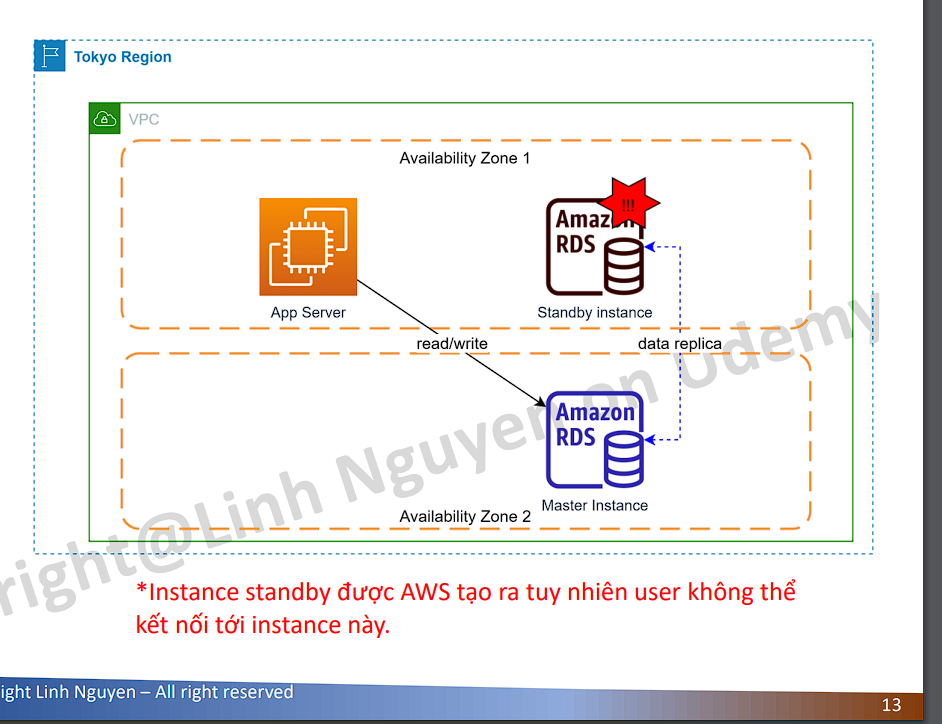 Tokyo Region
VPC
Availability Zone 1
!!!
Amazon
RDS
App Server
Standby instance
read/write
data replica
Amazon
RDS
Master Instance
Availability Zone 2
right@Linh Nguyen on Udemy
*Instance standby được AWS tạo ra tuy nhiên user không thể
kết nối tới instance này.
ight Linh Nguyen – All right reserved
13